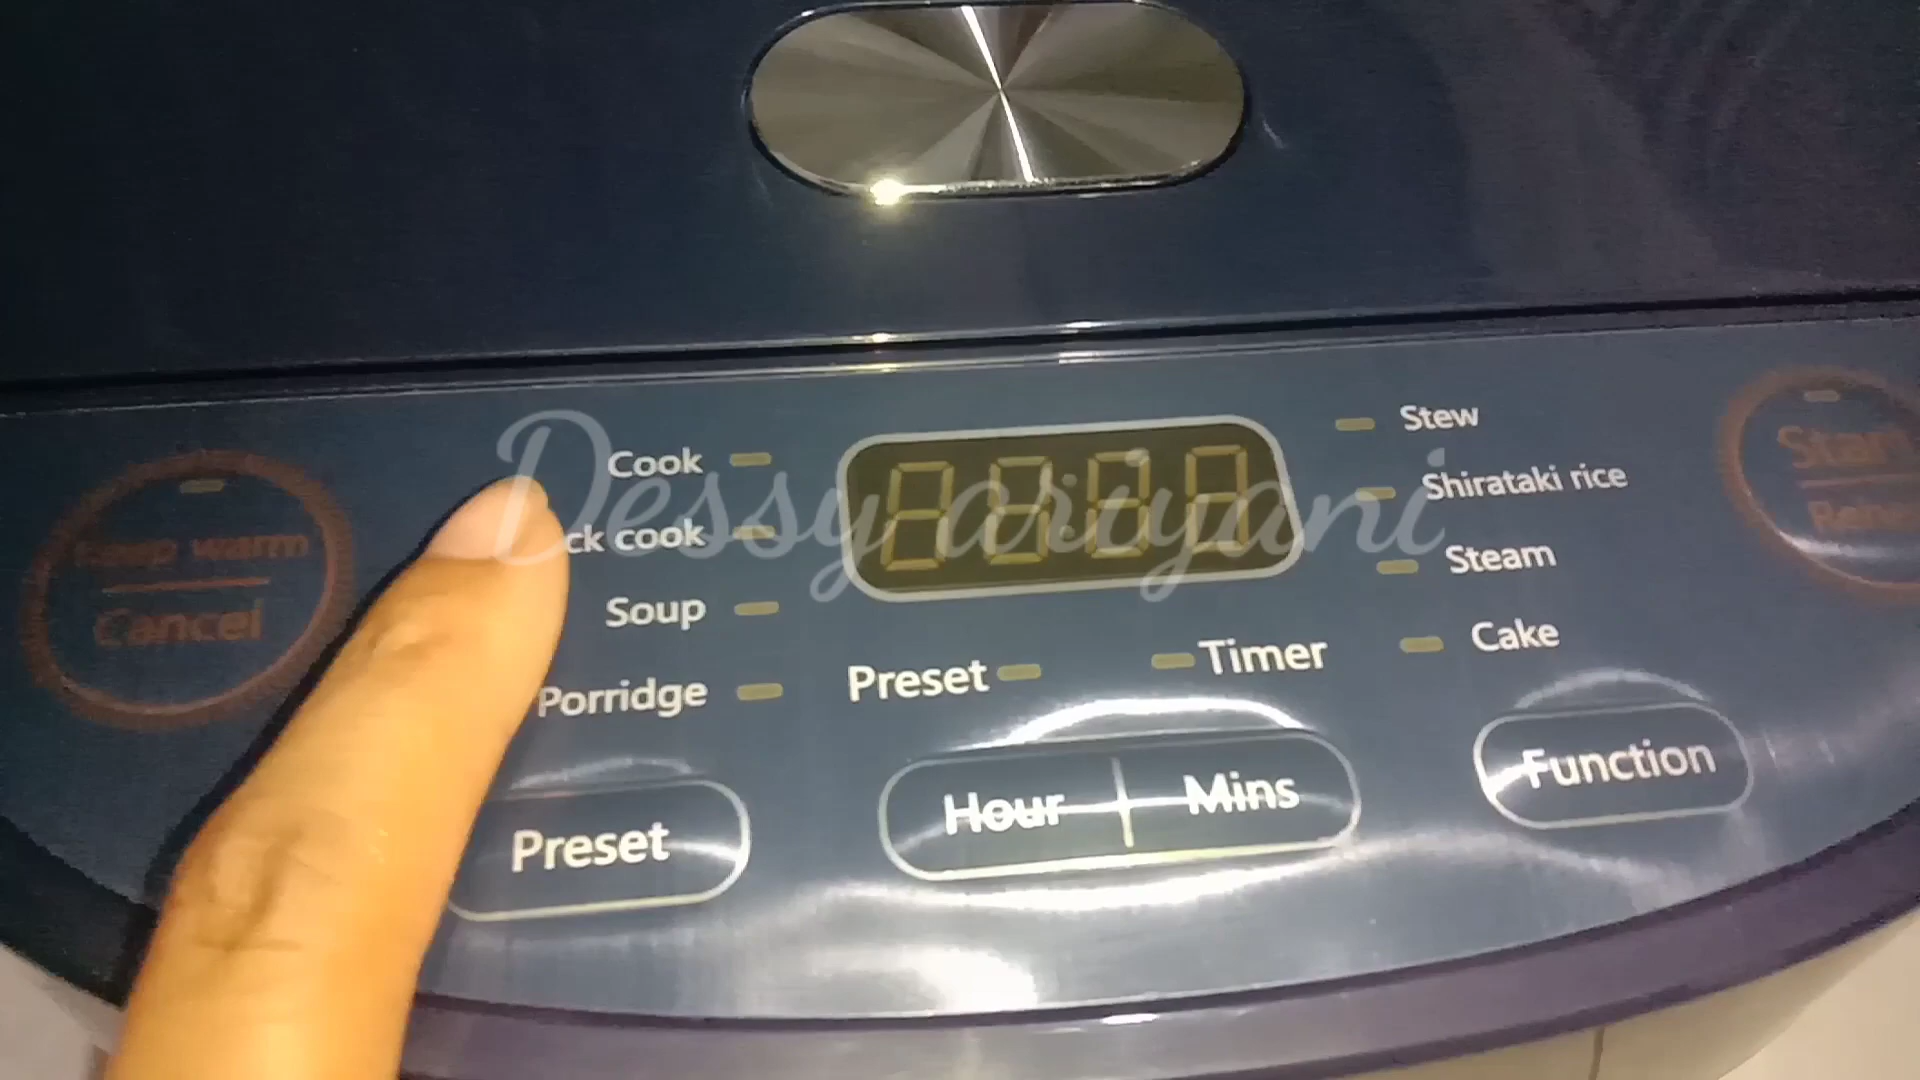 Cook
ck cook
Soup
Porridge
Preset
Timer
Stew
Shirataki rice
Steam
Cake
Keep warm
Cancel
Preset
Hour
Mins
Function
Dessy ariyani